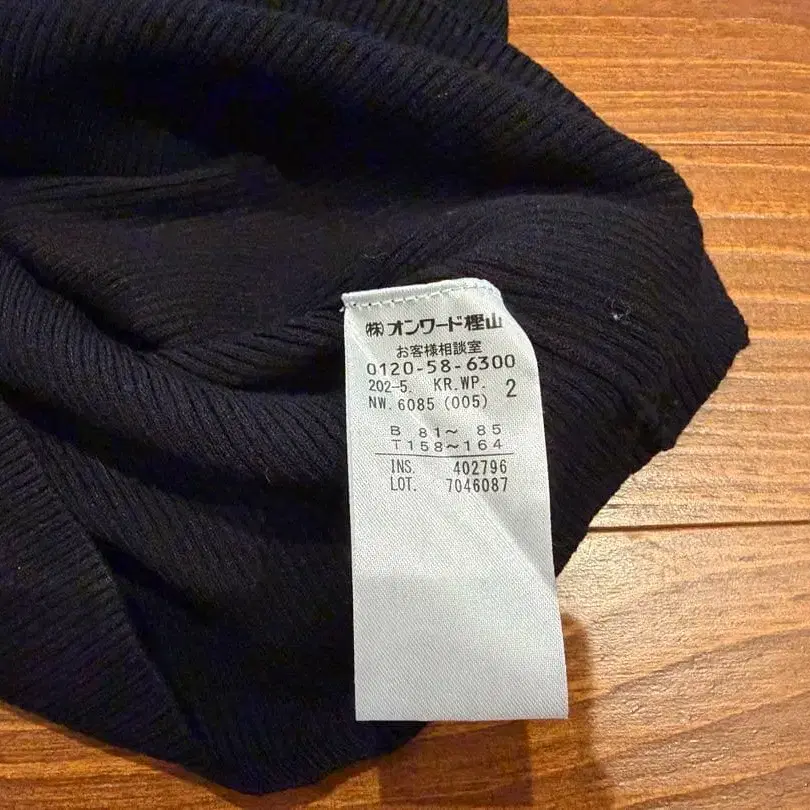 ㈱オンワード樫山
お客様相談室
0120-58-6300
202-5. KR.WP. 2
NW. 6085 (005)
B 81～ 85
T158～164
INS. 402796
LOT. 7046087